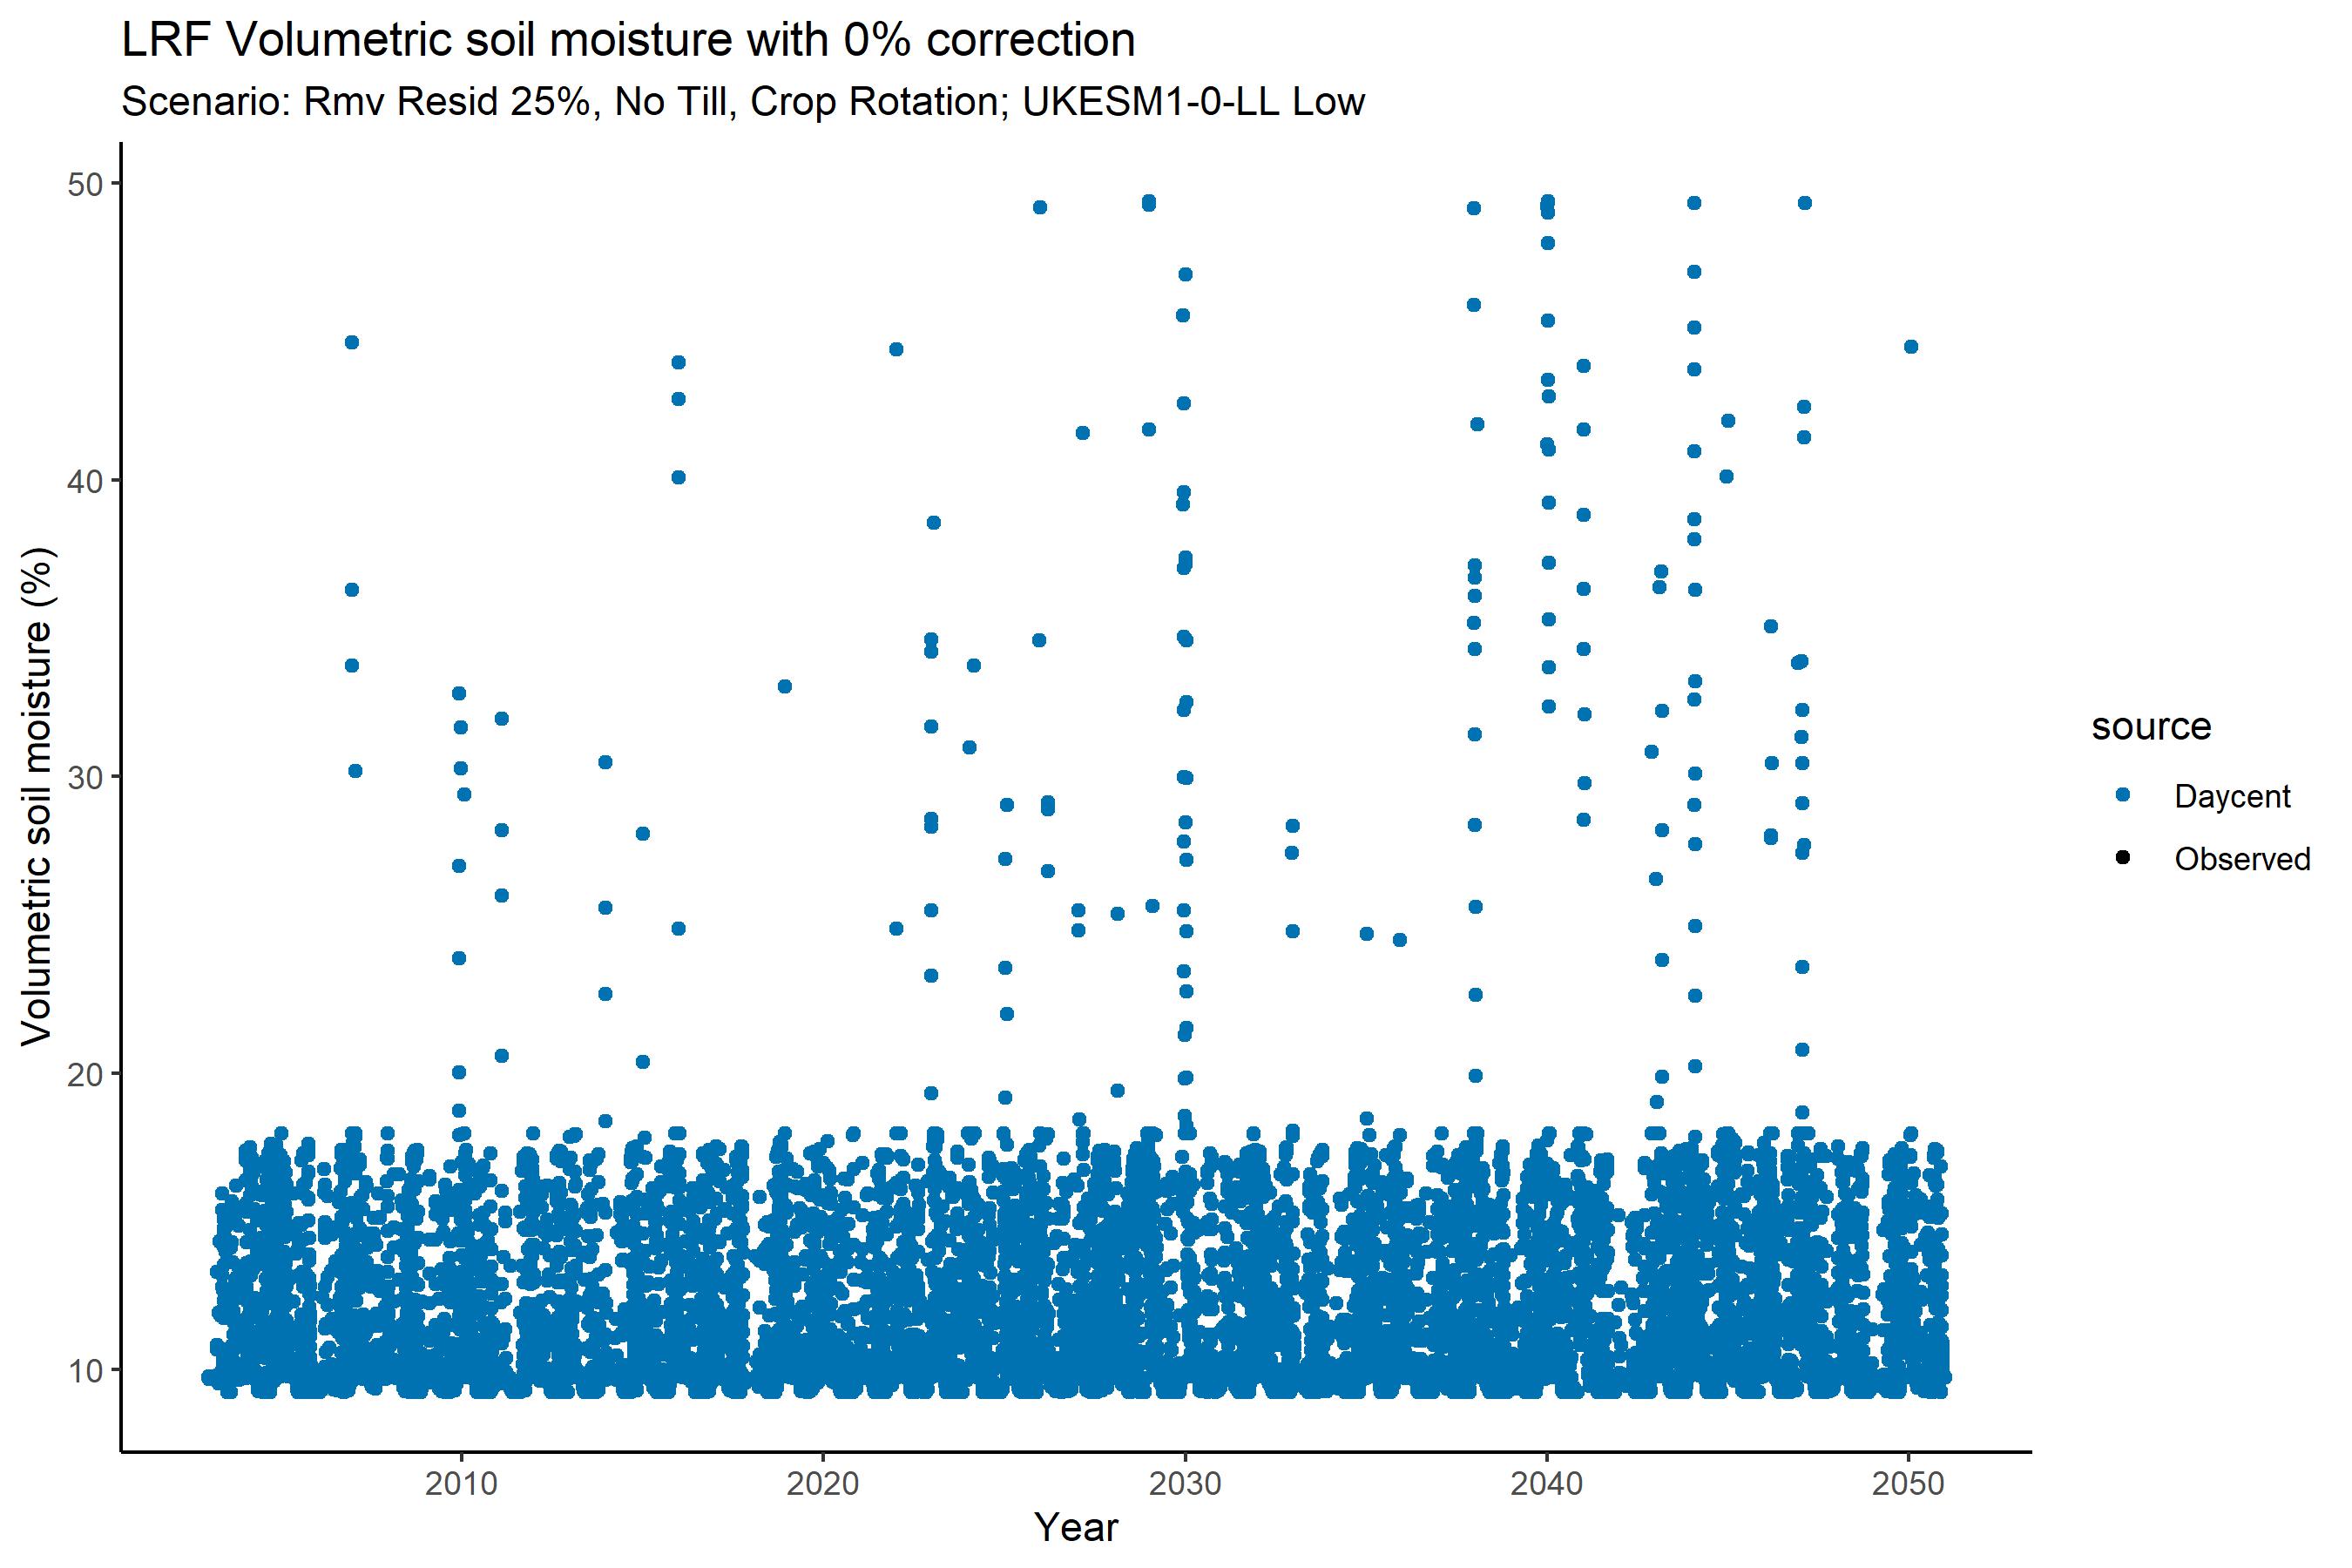 LRF Volumetric soil moisture with 0% correction
Scenario: Rmv Resid 25%, No Till, Crop Rotation; UKESM1-0-LL Low
Volumetric soil moisture (%)
50
40
30
20
10
2010
2020
2030
2040
2050
Year
source
Daycent
Observed